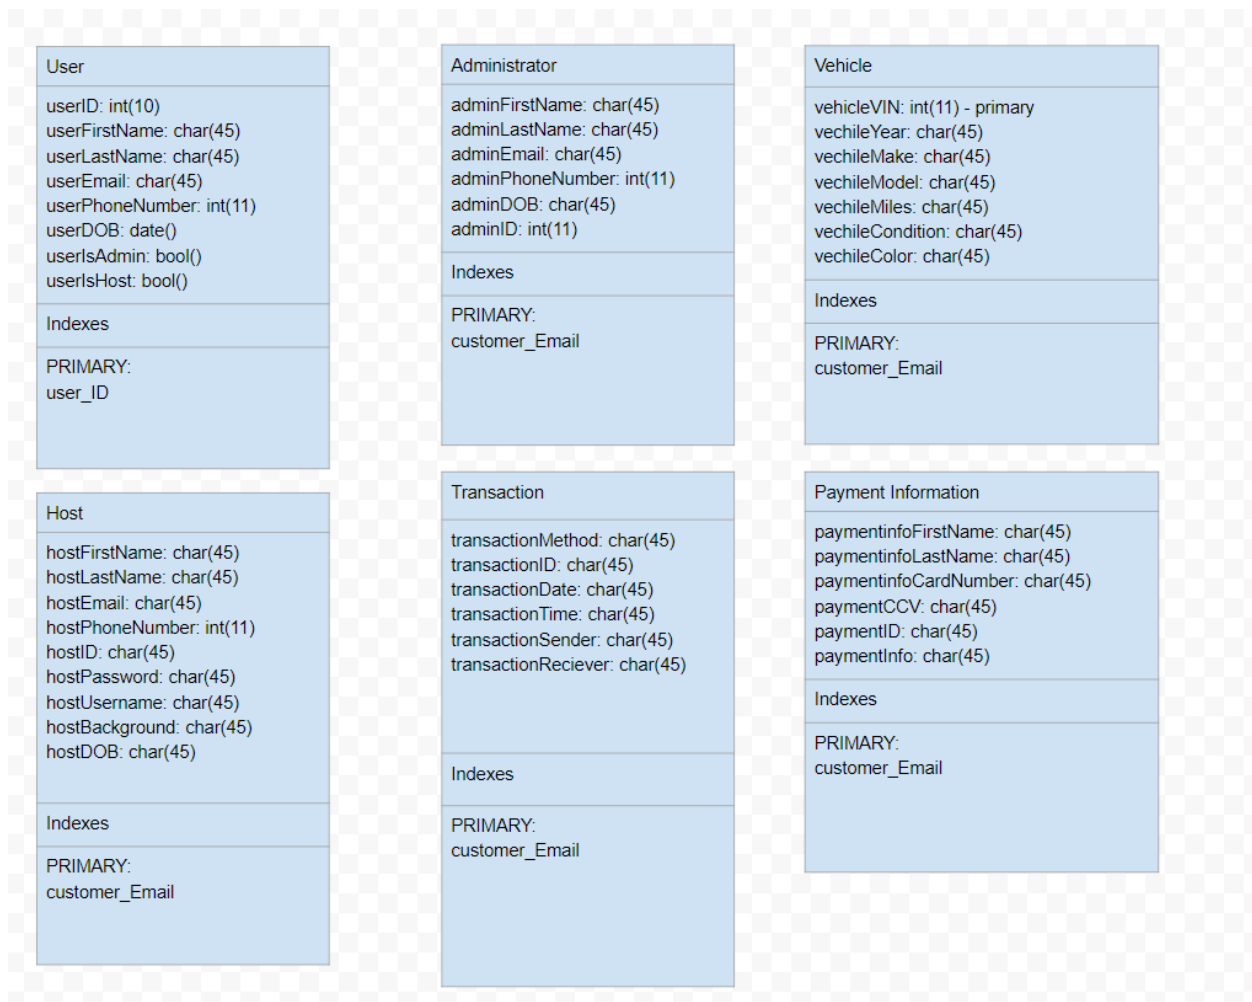 User
userID: int(10)
userFirstName: char(45)
userLastName: char(45)
userEmail: char(45)
userPhoneNumber: int(11)
userDOB: date()
userIsAdmin: bool()
userIsHost: bool()
Indexes
PRIMARY:
user_ID
Administrator
adminFirstName: char(45)
adminLastName: char(45)
adminEmail: char(45)
adminPhoneNumber: int(11)
adminDOB: char(45)
adminID: int(11)
Indexes
PRIMARY:
customer_Email
Vehicle
vehicleVIN: int(11) - primary
vechileYear: char(45)
vechileMake: char(45)
vechileModel: char(45)
vechileMiles: char(45)
vechileCondition: char(45)
vechileColor: char(45)
Indexes
PRIMARY:
customer_Email
Host
hostFirstName: char(45)
hostLastName: char(45)
hostEmail: char(45)
hostPhoneNumber: int(11)
hostID: char(45)
hostPassword: char(45)
hostUsername: char(45)
hostBackground: char(45)
hostDOB: char(45)
Indexes
PRIMARY:
customer_Email
Transaction
transactionMethod: char(45)
transactionID: char(45)
transactionDate: char(45)
transactionTime: char(45)
transactionSender: char(45)
transactionReciever: char(45)
Indexes
PRIMARY:
customer_Email
Payment Information
paymentinfoFirstName: char(45)
paymentinfoLastName: char(45)
paymentinfoCardNumber: char(45)
paymentCCV: char(45)
paymentID: char(45)
paymentInfo: char(45)
Indexes
PRIMARY:
customer_Email